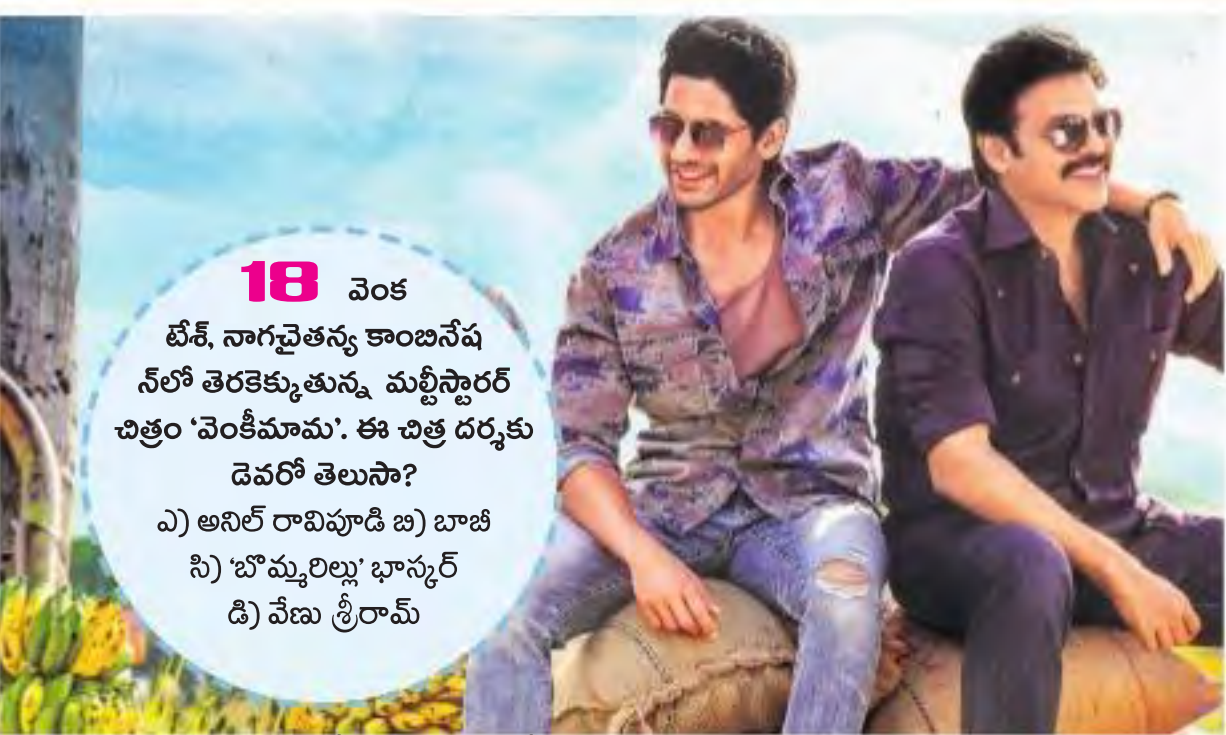 18 వెంక
టేశ్, నాగచైతన్య కాంబినేష
న్‌లో తెరకెక్కుతున్న మల్టీస్టారర్
చిత్రం ‘వెంకీమామ’. ఈ చిత్ర దర్శకు
డెవరో తెలుసా?
ఎ) అనిల్ రావిపూడి బి) బాబీ
సి) ‘బొమ్మరిల్లు’ భాస్కర్
డి) వేణు శ్రీరామ్